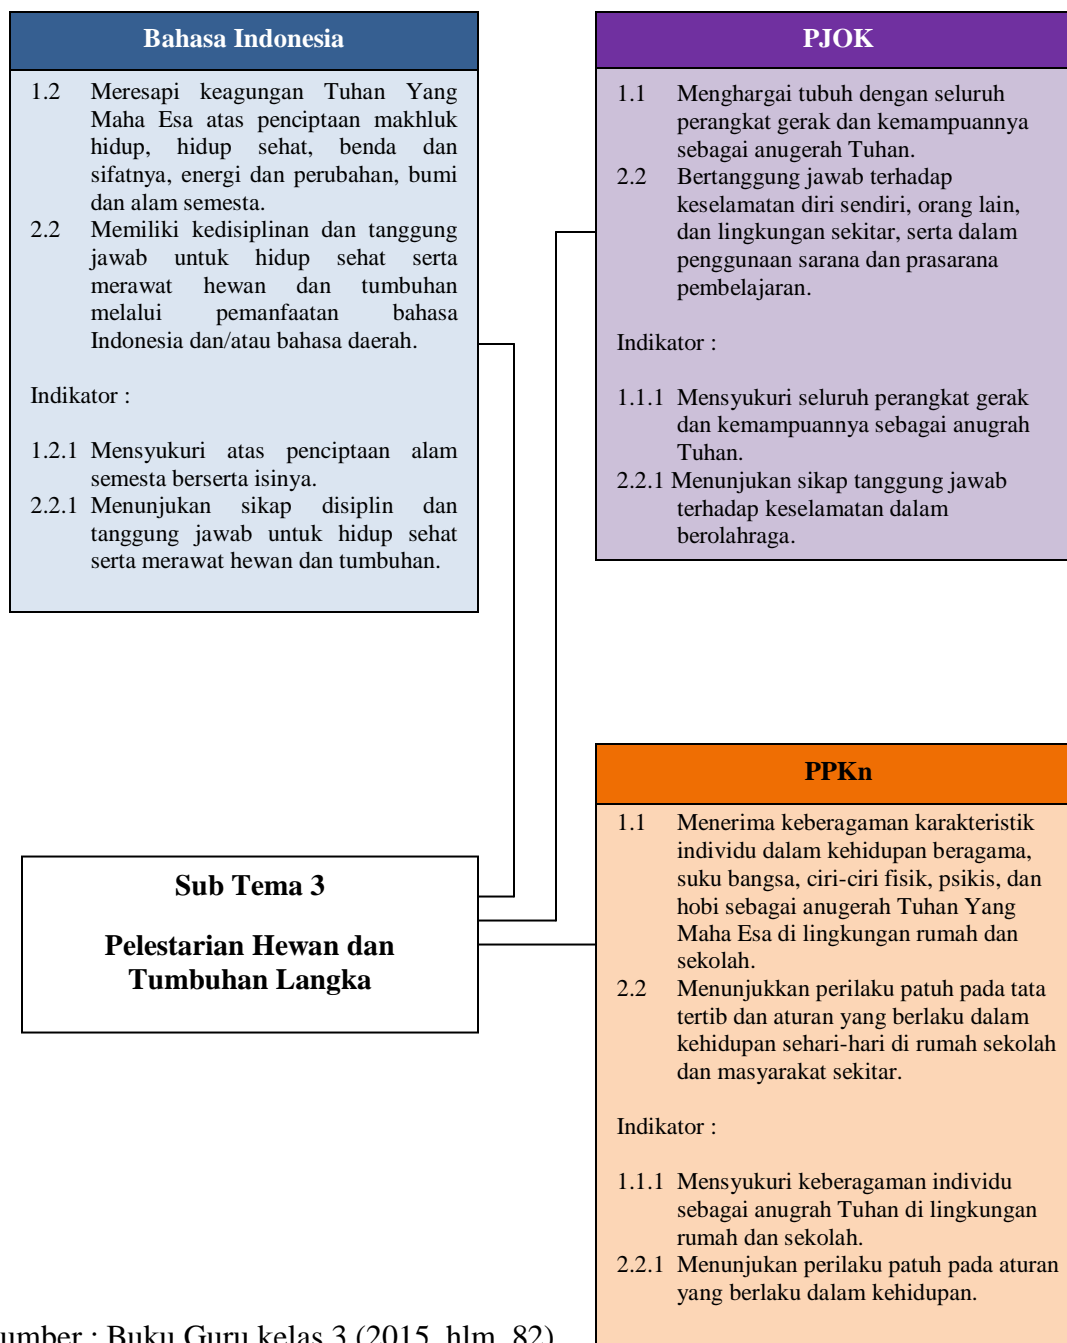 Bahasa Indonesia
1.2 Meresapi keagungan Tuhan Yang
Maha Esa atas penciptaan makhluk
hidup, hidup sehat, benda dan
sifatnya, energi dan perubahan, bumi
dan alam semesta.
2.2 Memiliki kedisiplinan dan tanggung
jawab untuk hidup sehat serta
merawat hewan dan tumbuhan
melalui pemanfaatan bahasa
Indonesia dan/atau bahasa daerah.
Indikator :
1.2.1 Mensyukuri atas penciptaan alam
semesta berserta isinya.
2.2.1 Menunjukan sikap disiplin dan
tanggung jawab untuk hidup sehat
serta merawat hewan dan tumbuhan.
PJOK
1.1 Menghargai tubuh dengan seluruh
perangkat gerak dan kemampuannya
sebagai anugerah Tuhan.
2.2 Bertanggung jawab terhadap
keselamatan diri sendiri, orang lain,
dan lingkungan sekitar, serta dalam
penggunaan sarana dan prasarana
pembelajaran.
Indikator :
1.1.1 Mensyukuri seluruh perangkat gerak
dan kemampuannya sebagai anugrah
Tuhan.
2.2.1 Menunjukan sikap tanggung jawab
terhadap keselamatan dalam
berolahraga.
Sub Tema 3
Pelestarian Hewan dan
Tumbuhan Langka
PPKn
1.1 Menerima keberagaman karakteristik
individu dalam kehidupan beragama,
suku bangsa, ciri-ciri fisik, psikis, dan
hobi sebagai anugerah Tuhan Yang
Maha Esa di lingkungan rumah dan
sekolah.
2.2 Menunjukkan perilaku patuh pada tata
tertib dan aturan yang berlaku dalam
kehidupan sehari-hari di rumah sekolah
dan masyarakat sekitar.
Indikator :
1.1.1 Mensyukuri keberagaman individu
sebagai anugrah Tuhan di lingkungan
rumah dan sekolah.
2.2.1 Menunjukan perilaku patuh pada aturan
yang berlaku dalam kehidupan.
umber : Buku Guru kelas 3 (2015, hlm. 82)